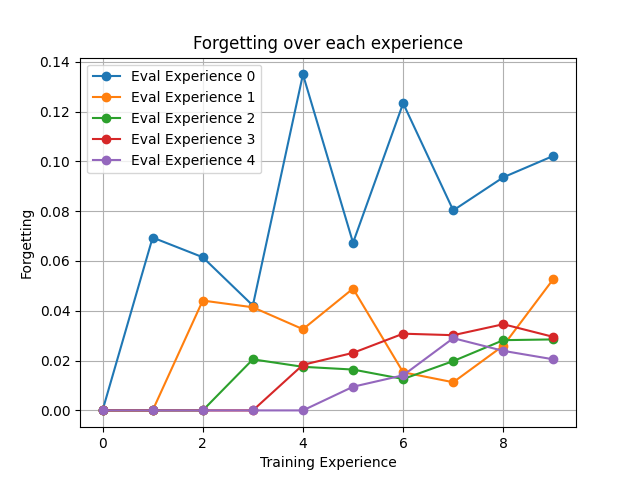 Forgetting over each experience
Eval Experience 0
Eval Experience 1
Eval Experience 2
Eval Experience 3
Eval Experience 4
Forgetting
0.14
0.12
0.10
0.08
0.06
0.04
0.02
0.00
0 2 4 6 8
Training Experience